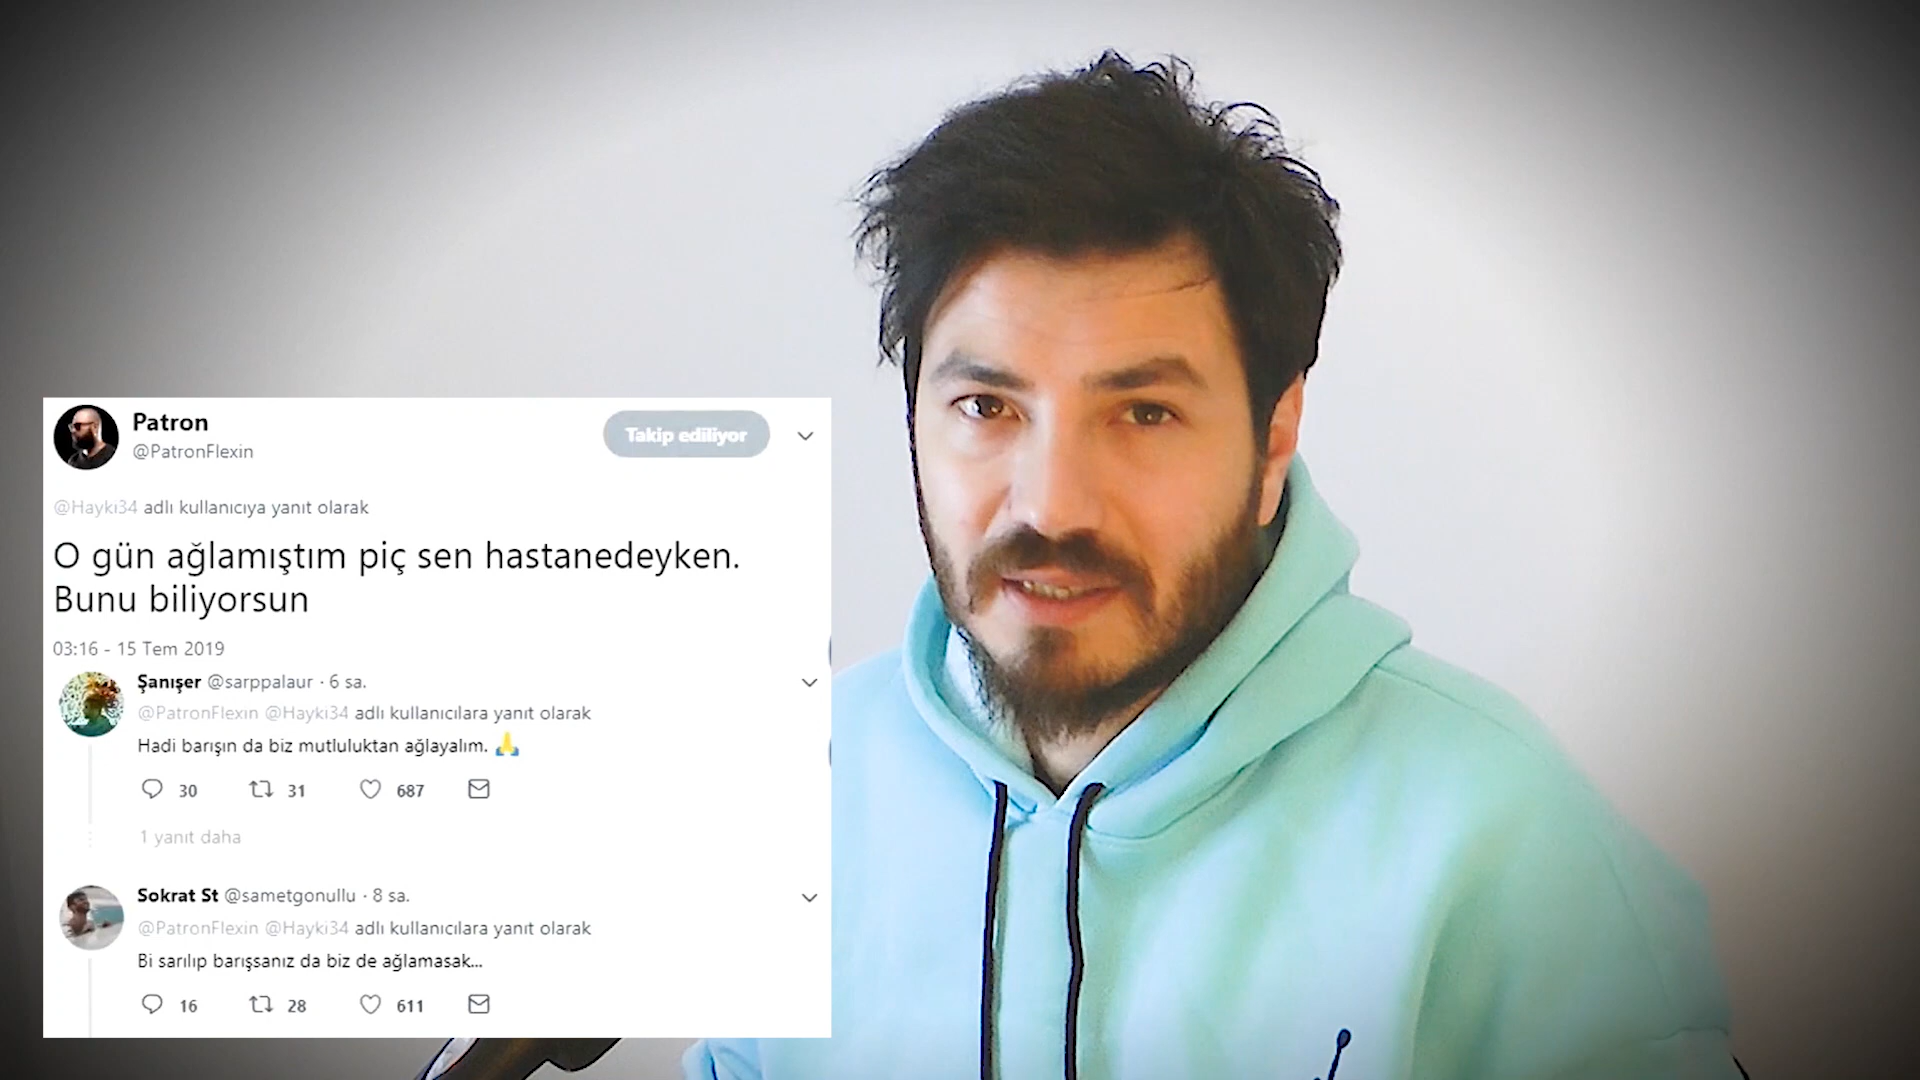 Patron
@PatronFlexin
Takip ediliyor
@Hayki34 adlı kullanıcıya yanıt olarak
O gün ağlamıştım piç sen hastanedeyken.
Bunu biliyorsun
03:16 - 15 Tem 2019
Şanışer @sarppalaur · 6 sa.
@PatronFlexin @Hayki34 adlı kullanıcılara yanıt olarak
Hadi barışın da biz mutluluktan ağlayalım. 🙏
30 31 687
1 yanıt daha
Sokrat St @sametgonullu · 8 sa.
@PatronFlexin @Hayki34 adlı kullanıcılara yanıt olarak
Bi sarılıp barışsanız da biz de ağlamasak...
16 28 611